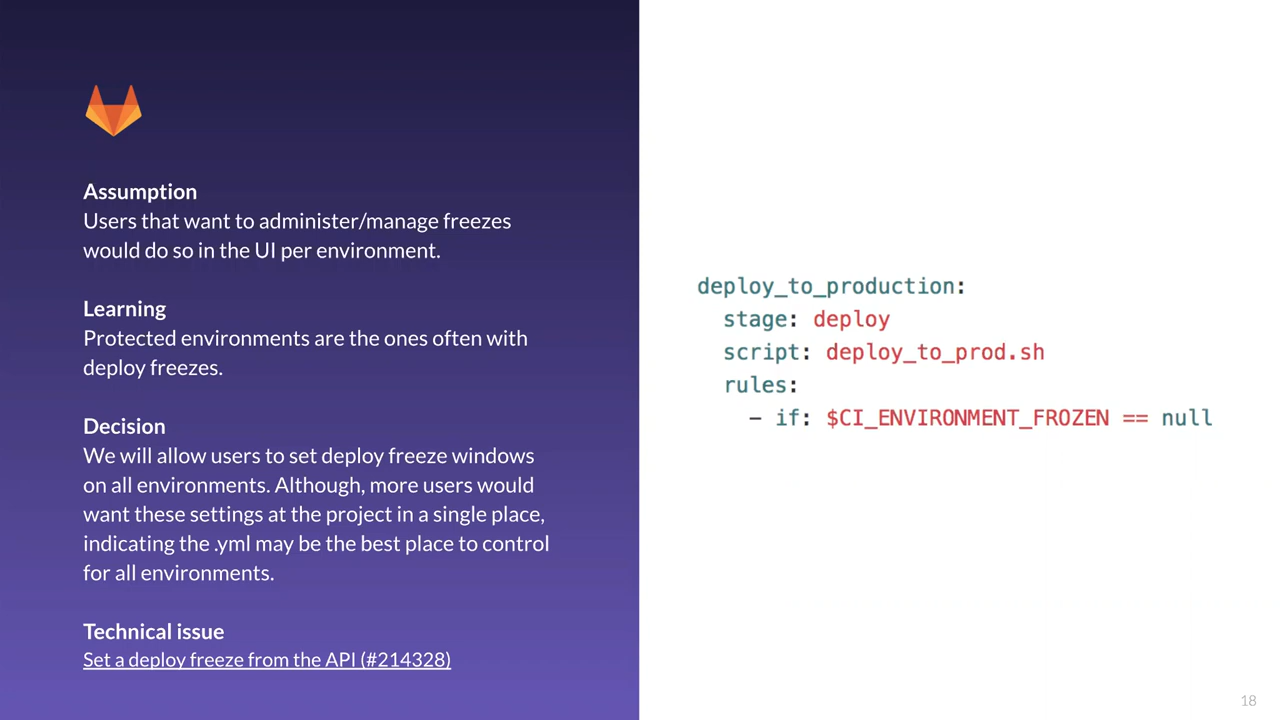 Assumption
Users that want to administer/manage freezes
would do so in the UI per environment.
Learning
Protected environments are the ones often with
deploy freezes.
Decision
We will allow users to set deploy freeze windows
on all environments. Although, more users would
want these settings at the project in a single place,
indicating the .yml may be the best place to control
for all environments.
Technical issue
Set a deploy freeze from the API (#214328)
deploy_to_production:
  stage: deploy
  script: deploy_to_prod.sh
  rules:
    - if: $CI_ENVIRONMENT_FROZEN == null
18